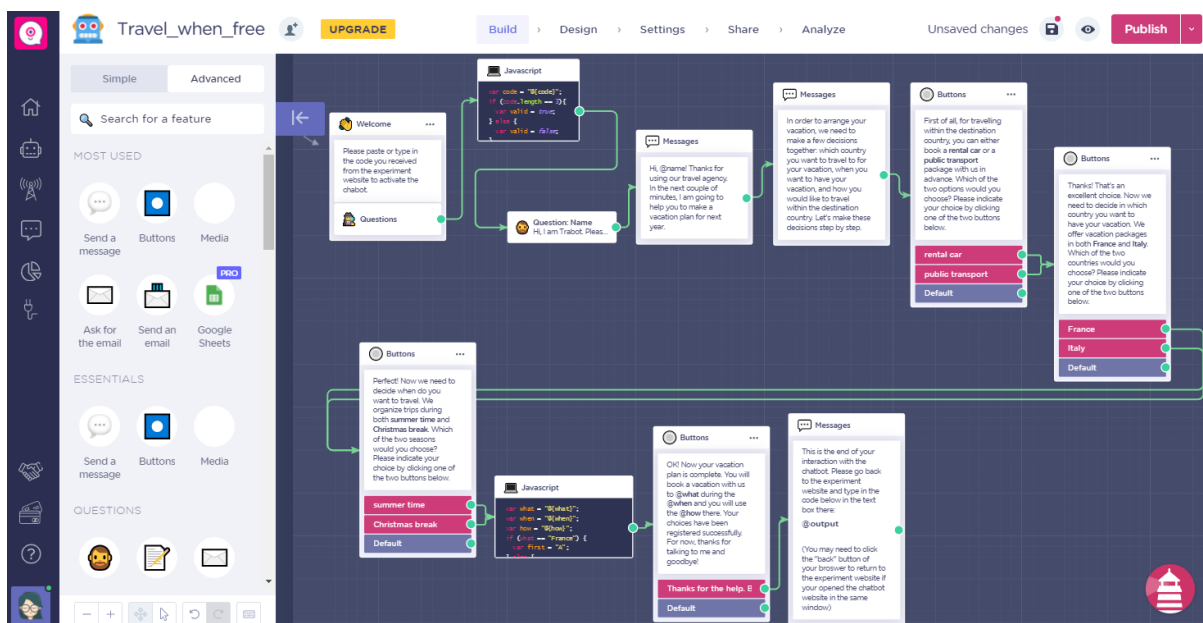 Travel_when_free
UPGRADE
Build
Design
Settings
Share
Analyze
Unsaved changes
Publish
Simple
Advanced
Search for a feature
MOST USED
Send a
message
Buttons
Media
PRO
Ask for
the email
Send an
email
Google
Sheets
ESSENTIALS
Send a
message
Buttons
Media
QUESTIONS
Welcome
Please paste or type in
the code you received
from the experiment
website to activate the
chabot.
Questions
Javascript
var code = "@{code}";
if (code.length == 3){
var valid = true;
} else {
var valid = false;
}
Question: Name
Hi, I am Trabot. Pleas...
Messages
Hi, @name! Thanks for
using our travel agency.
In the next couple of
minutes, I am going to
help you to make a
vacation plan for next
year.
Messages
In order to arrange your
vacation, we need to
make a few decisions
together: which country
you want to travel to for
your vacation, when you
want to have your
vacation, and how you
would like to travel
within the destination
country. Let's make these
decisions step by step.
Buttons
First of all, for travelling
within the destination
country, you can either
book a rental car or a
public transport
package with us in
advance. Which of the
two options would you
choose? Please indicate
your choice by clicking
one of the two buttons
below.
rental car
public transport
Default
Buttons
Thanks! That's an
excellent choice. Now we
need to decide in which
country you want to
have your vacation. We
offer vacation packages
in both France and Italy.
Which of the two
countries would you
choose? Please indicate
your choice by clicking
one of the two buttons
below.
France
Italy
Default
Buttons
Perfect! Now we need to
decide when do you
want to travel. We
organize trips during
both summer time and
Christmas break. Which
of the two seasons
would you choose?
Please indicate your
choice by clicking one of
the two buttons below.
summer time
Christmas break
Default
Javascript
var what = "@{what}";
var when = "@{when}";
var how = "@{how}";
if (what == "France") {
var first = "A";
} else {
Buttons
OK! Now your vacation
plan is complete. You will
book a vacation with us
to @what during the
@when and you will use
the @how there. Your
choices have been
registered successfully.
For now, thanks for
talking to me and
goodbye!
Thanks for the help. B
Default
Messages
This is the end of your
interaction with the
chatbot. Please go back
to the experiment
website and type in the
code below in the text
box there:
@output
(You may need to click
the "back" button of
your broswer to return to
the experiment website if
your opened the chatbot
website in the same
window)